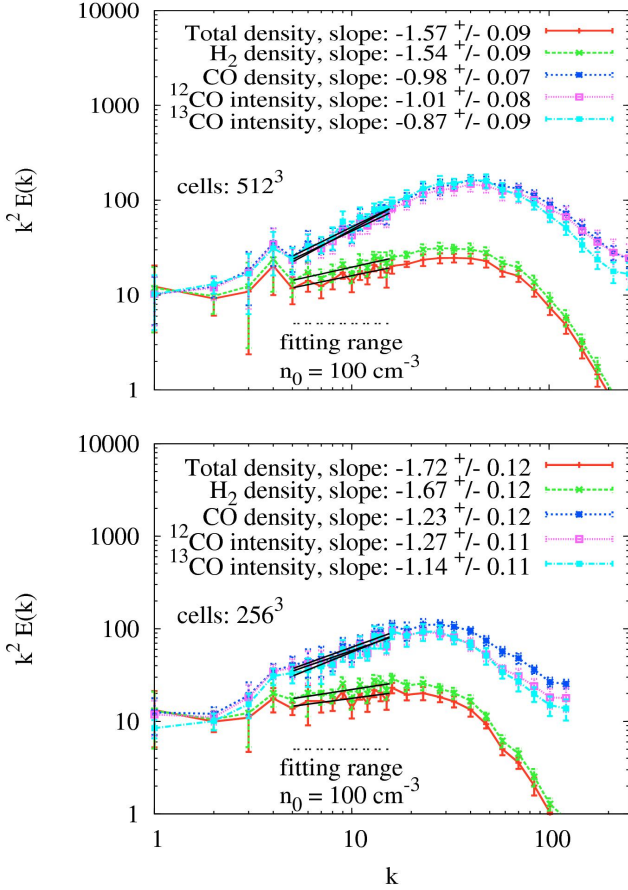 Total density, slope: -1.57 +/- 0.09
H2 density, slope: -1.54 +/- 0.09
CO density, slope: -0.98 +/- 0.07
12CO intensity, slope: -1.01 +/- 0.08
13CO intensity, slope: -0.87 +/- 0.09
10000
1000
100
10
1
k2 E(k)
cells: 5123
fitting range
n0 = 100 cm-3
Total density, slope: -1.72 +/- 0.12
H2 density, slope: -1.67 +/- 0.12
CO density, slope: -1.23 +/- 0.12
12CO intensity, slope: -1.27 +/- 0.11
13CO intensity, slope: -1.14 +/- 0.11
10000
1000
100
10
1
k2 E(k)
cells: 2563
fitting range
n0 = 100 cm-3
1 10 100
k